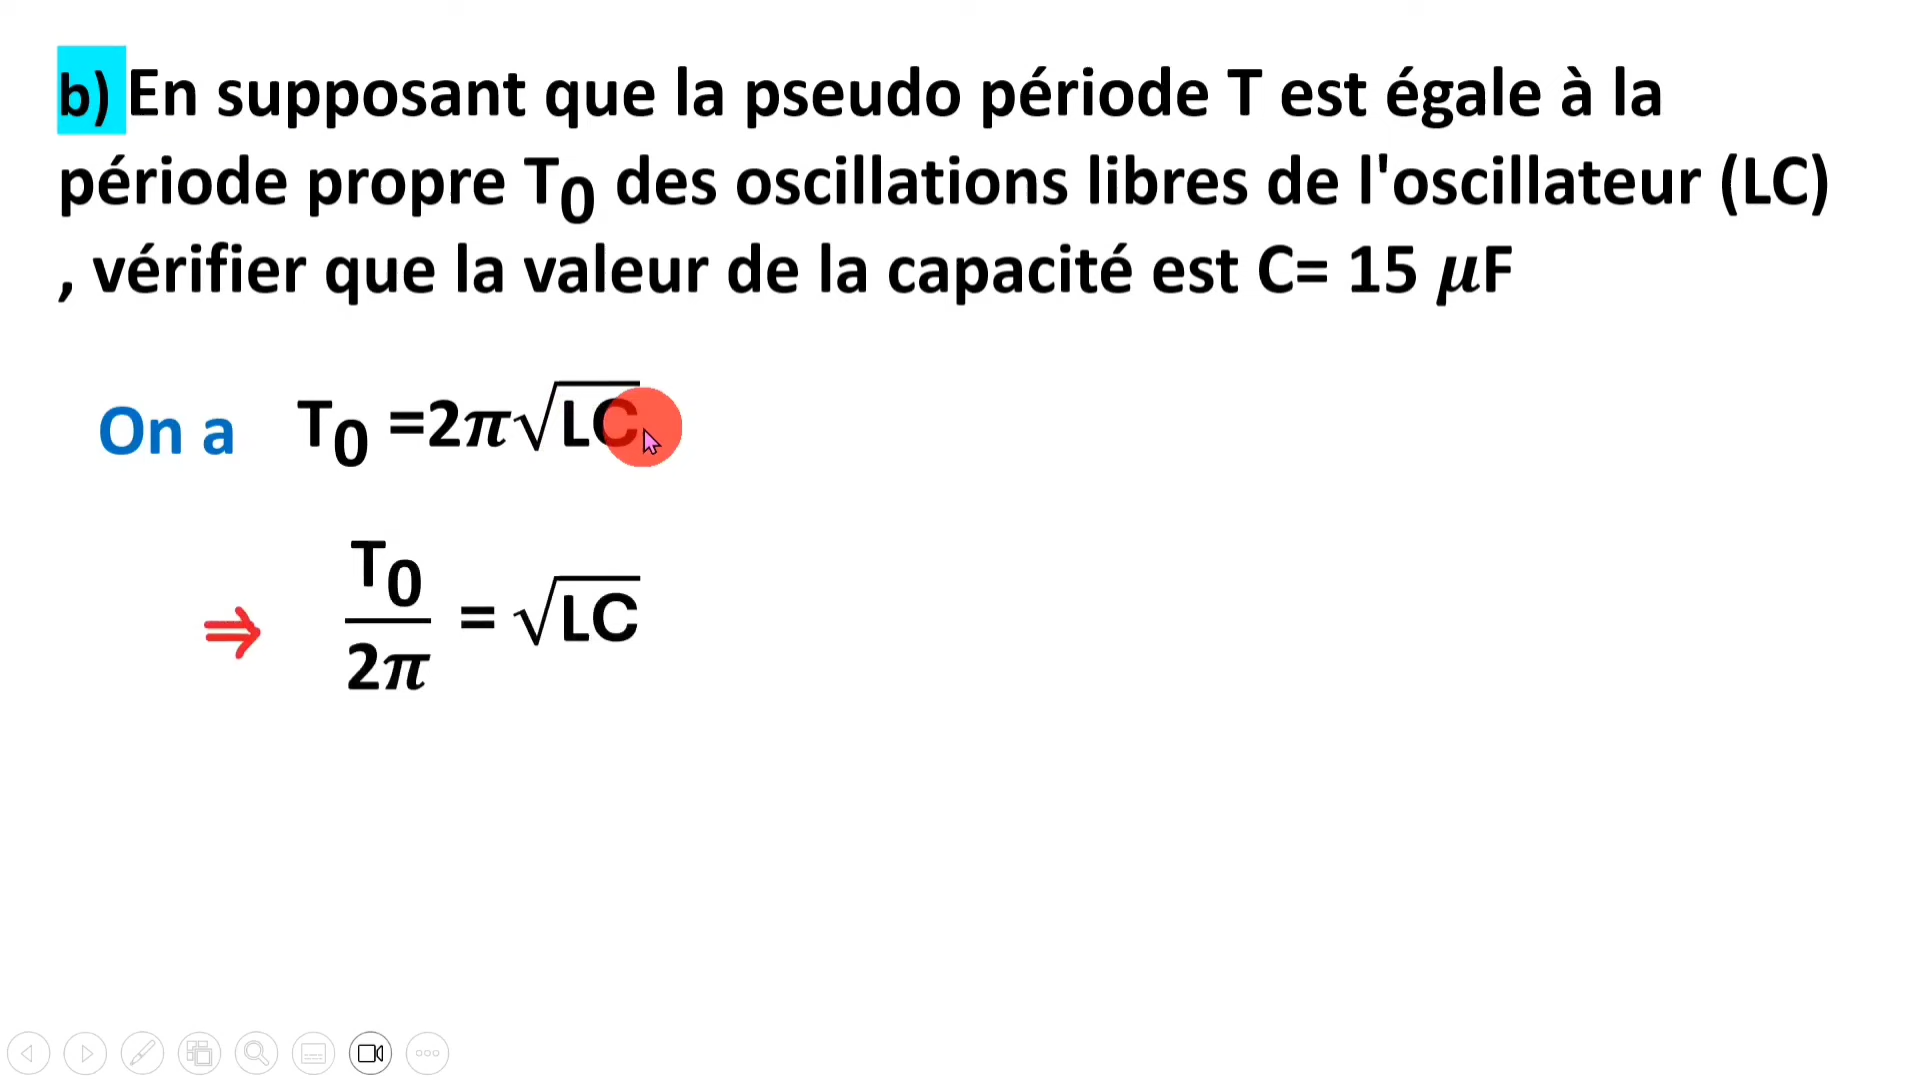 b) En supposant que la pseudo période T est égale à la
période propre T₀ des oscillations libres de l'oscillateur (LC)
, vérifier que la valeur de la capacité est C= 15 𝝁F
On a T₀ =2𝝅√LC
⇒ T₀/2𝝅 = √LC